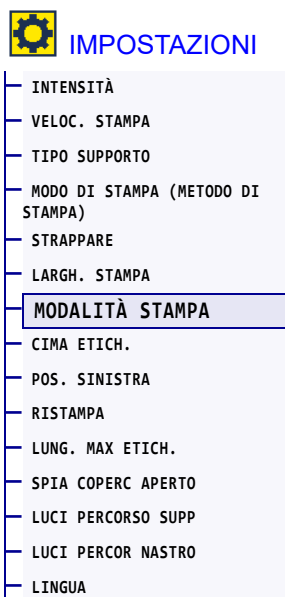 IMPOSTAZIONI
INTENSITÀ
VELOC. STAMPA
TIPO SUPPORTO
MODO DI STAMPA (METODO DI
STAMPA)
STRAPPARE
LARGH. STAMPA
MODALITÀ STAMPA
CIMA ETICH.
POS. SINISTRA
RISTAMPA
LUNG. MAX ETICH.
SPIA COPERC APERTO
LUCI PERCORSO SUPP
LUCI PERCOR NASTRO
LINGUA